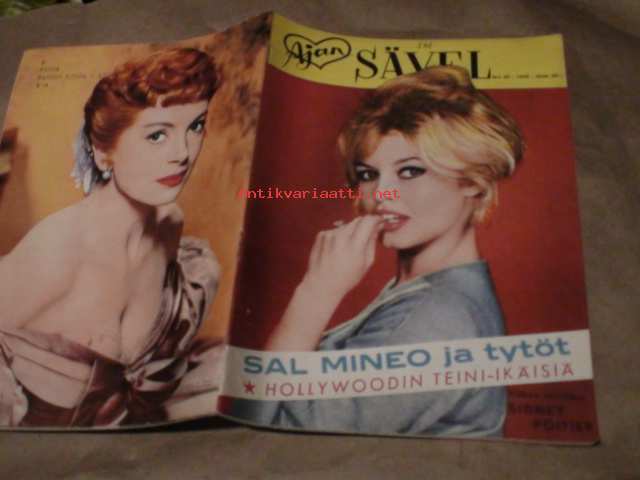 Ajan
SÄVEL
Antikvariaatti.net
SAL MINEO ja tytöt
★ HOLLYWOODIN TEINI-IKÄISIÄ
SIDNEY
POITIER